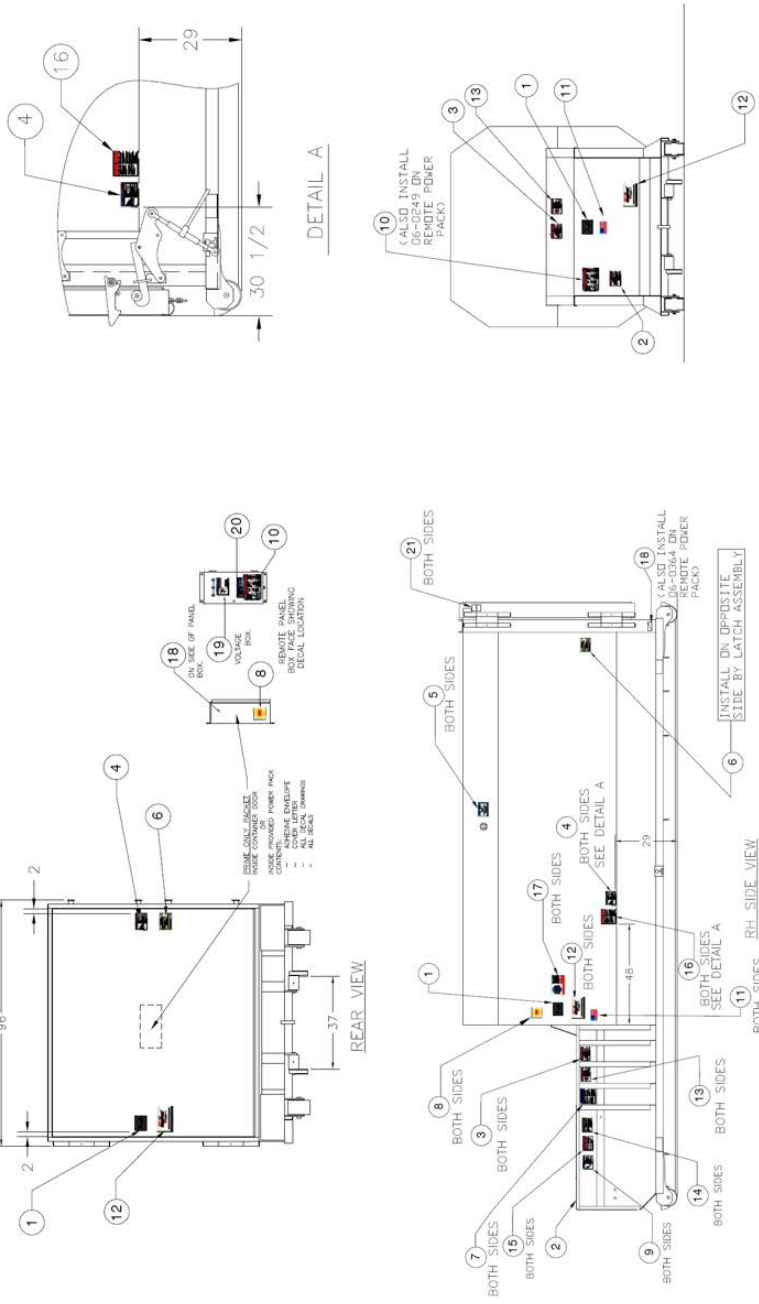 16
4
29
30 1/2
DETAIL A
3
13
1
11
12
10
(ALSO INSTALL
06-0249 ON
REMOTE POWER
PACK)
2
96
2
2
4
6
1
12
37
REAR VIEW
PRIME ONLY PACKET
INSIDE CONTAINER DOOR
OR
INSIDE PROVIDED POWER PACK
CONTENTS:
- ADHESIVE ENVELOPE
- COVER LETTER
- ALL DECAL DRAWINGS
- ALL DECALS
18
ON SIDE OF PANEL
BOX.
8
19
VOLTAGE
BOX.
20
10
REMOTE PANEL
BOX FACE SHOWING
DECAL LOCATION
21
BOTH SIDES
5
BOTH SIDES
17
BOTH SIDES
1
12
BOTH SIDES
4
BOTH SIDES
SEE DETAIL A
29
48
16
BOTH SIDES
SEE DETAIL A
11
BOTH SIDES
RH SIDE VIEW
8
BOTH SIDES
3
BOTH SIDES
7
BOTH SIDES
15
BOTH SIDES
2
9
BOTH SIDES
14
BOTH SIDES
13
BOTH SIDES
18
(ALSO INSTALL
06-0364 ON
REMOTE POWER
PACK)
INSTALL ON OPPOSITE
SIDE BY LATCH ASSEMBLY
6